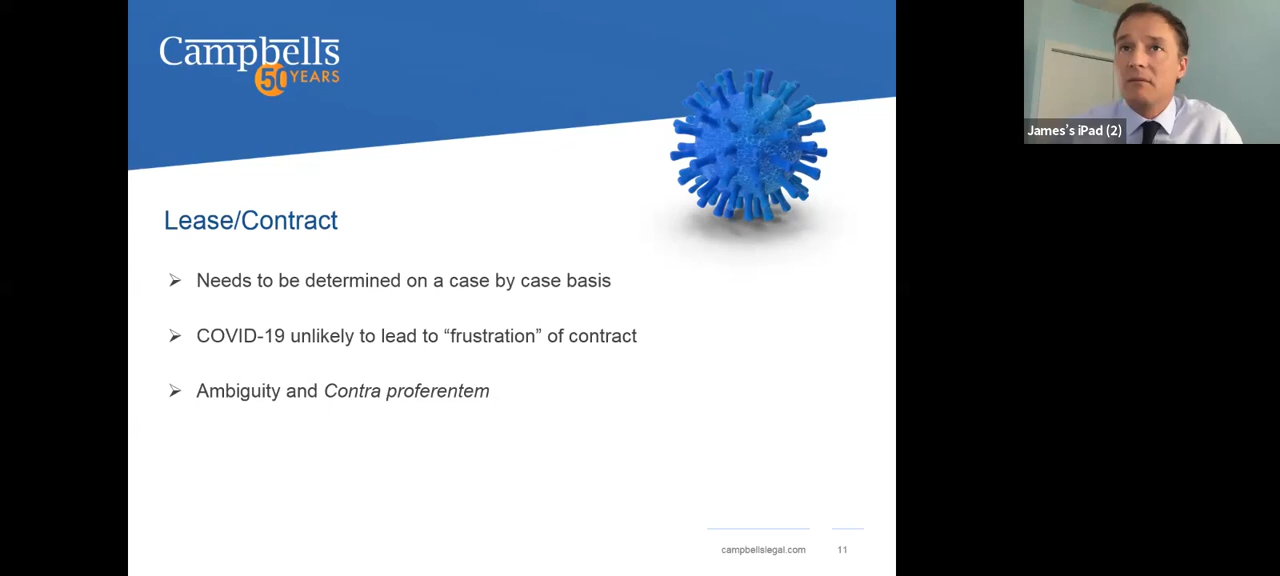 Campbells
50 YEARS
James's iPad (2)
Lease/Contract
➢ Needs to be determined on a case by case basis
➢ COVID-19 unlikely to lead to “frustration” of contract
➢ Ambiguity and Contra proferentem
campbellslegal.com 11